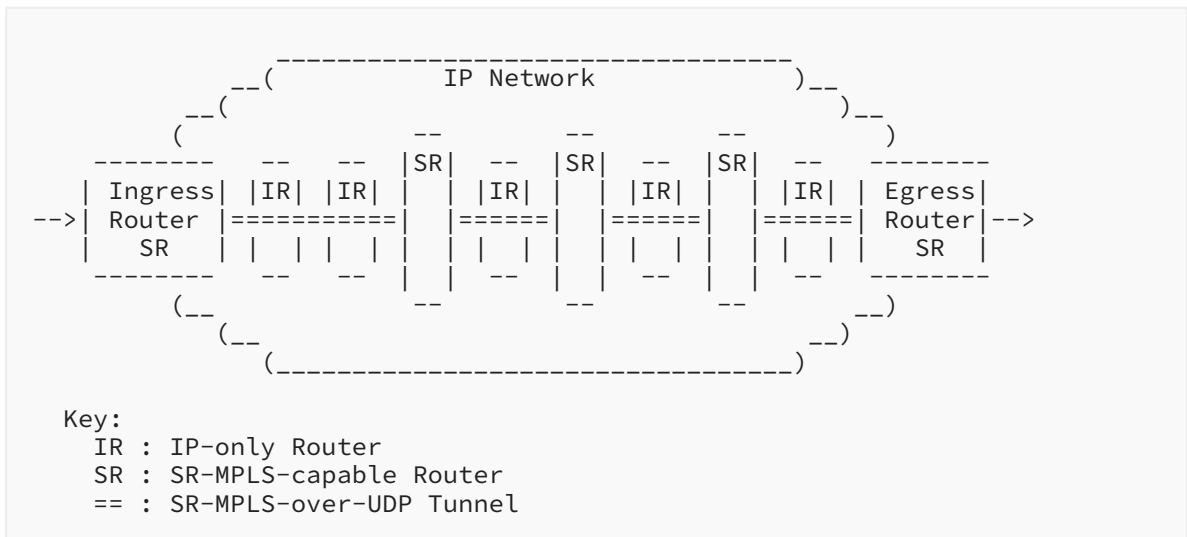 IP Network
|SR| |SR| |SR|
| Ingress| |IR| |IR| | | |IR| | | |IR| | | |IR| | Egress|
-->| Router |===========| |======| |======| |======| Router|-->
| SR | | | | | | | | | | | | | | | | | | SR |
Key:
IR : IP-only Router
SR : SR-MPLS-capable Router
== : SR-MPLS-over-UDP Tunnel